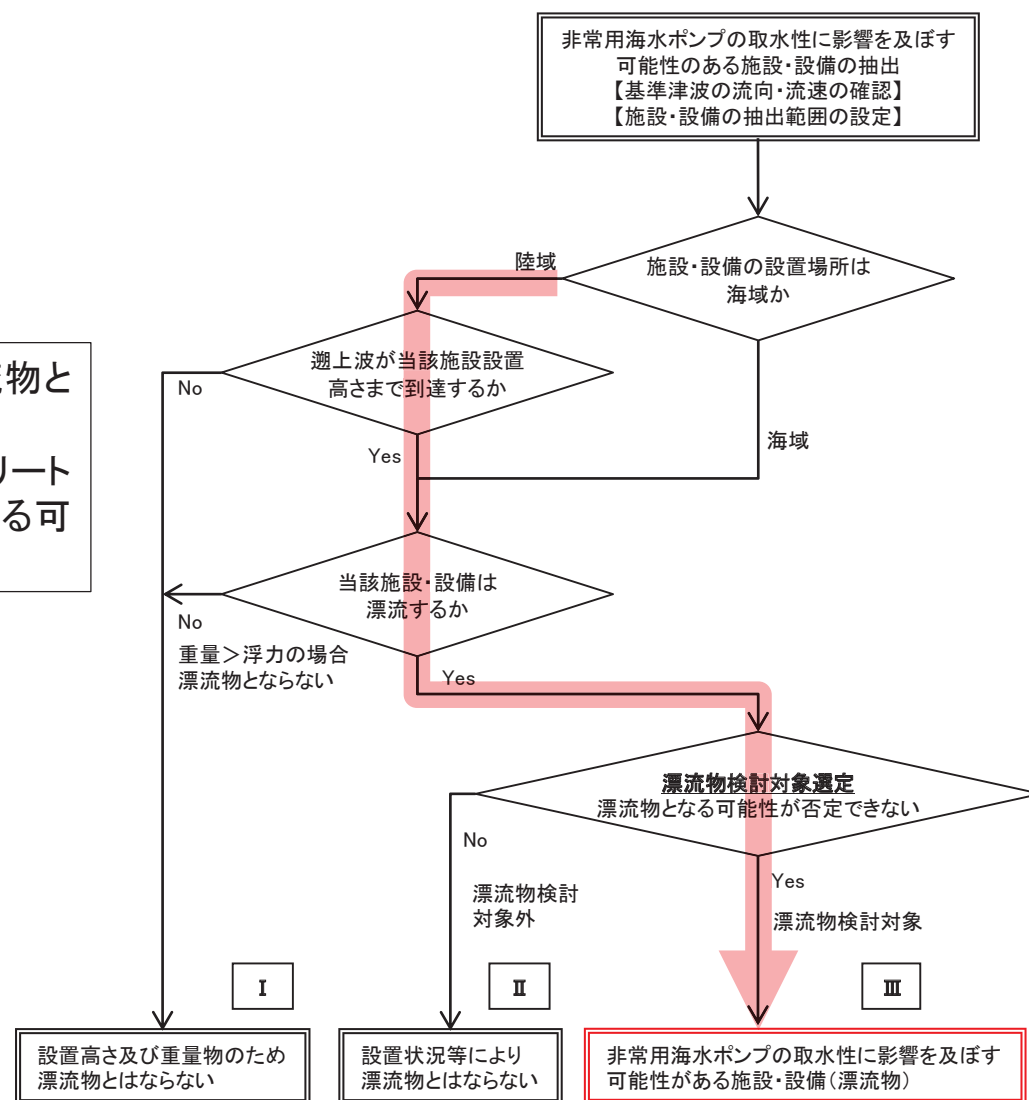 非常用海水ポンプの取水性に影響を及ぼす
可能性のある施設・設備の抽出
【基準津波の流向・流速の確認】
【施設・設備の抽出範囲の設定】
陸域
施設・設備の設置場所は
海域か
物と
リート
る可
遡上波が当該施設設置
高さまで到達するか
No
Yes
海域
当該施設・設備は
漂流するか
No
重量＞浮力の場合
漂流物とならない
Yes
漂流物検討対象選定
漂流物となる可能性が否定できない
No
漂流物検討
対象外
Yes
漂流物検討対象
Ⅰ
Ⅱ
Ⅲ
設置高さ及び重量物のため
漂流物とはならない
設置状況等により
漂流物とはならない
非常用海水ポンプの取水性に影響を及ぼす
可能性がある施設・設備（漂流物）